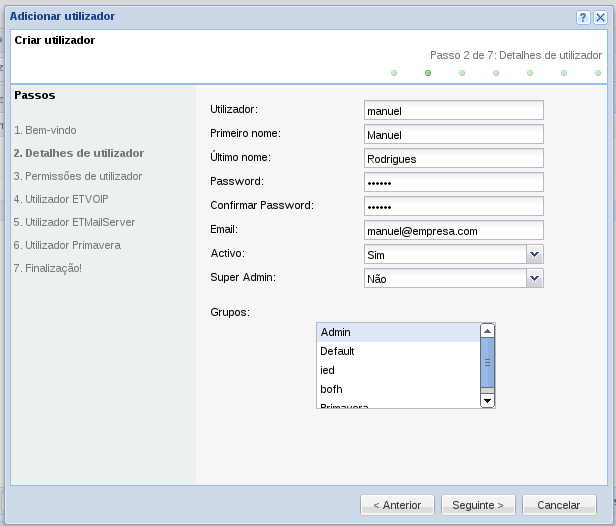 Adicionar utilizador
Criar utilizador
Passo 2 de 7: Detalhes de utilizador
Passos
1. Bem-vindo
2. Detalhes de utilizador
3. Permissões de utilizador
4. Utilizador ETVOIP
5. Utilizador ETMailServer
6. Utilizador Primavera
7. Finalização!
Utilizador: manuel
Primeiro nome: Manuel
Último nome: Rodrigues
Password: ••••••
Confirmar Password: ••••••
Email: manuel@empresa.com
Activo: Sim
Super Admin: Não
Grupos:
Admin
Default
ied
bofh
Primavera
< Anterior
Seguinte >
Cancelar